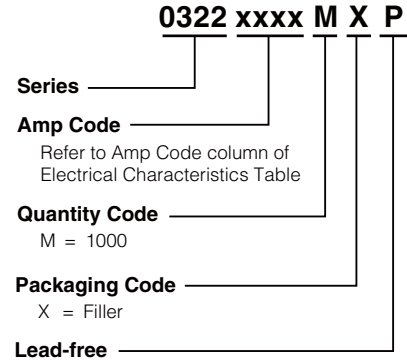 0322 xxxx M X P
Series
Amp Code
Refer to Amp Code column of
Electrical Characteristics Table
Quantity Code
M = 1000
Packaging Code
X = Filler
Lead-free